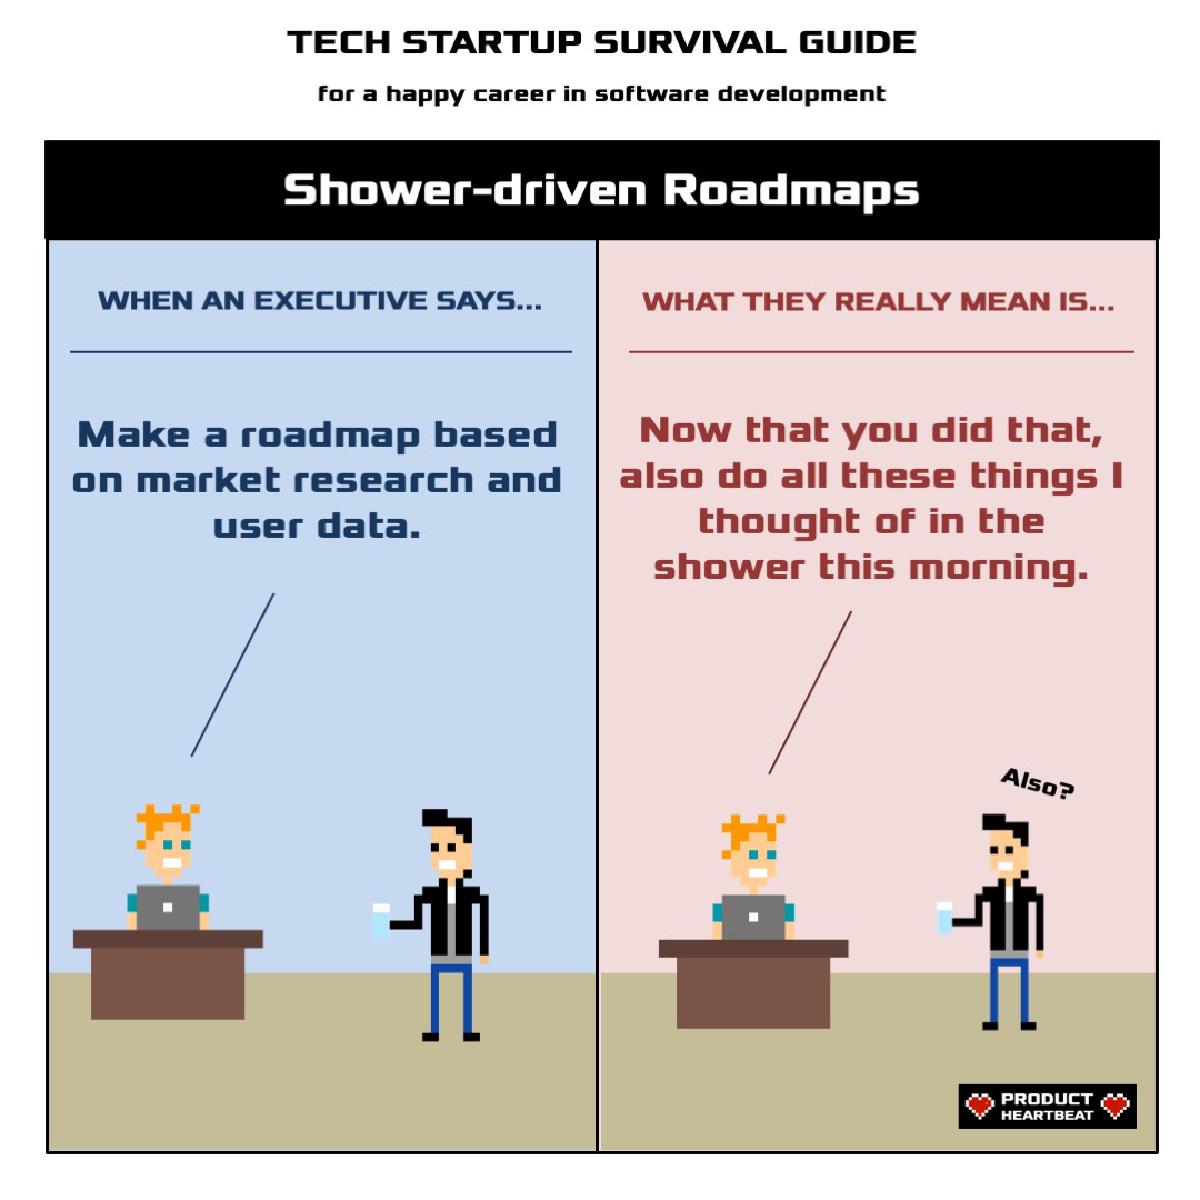 TECH STARTUP SURVIVAL GUIDE
for a happy career in software development
Shower-driven Roadmaps
WHEN AN EXECUTIVE SAYS...
Make a roadmap based
on market research and
user data.
WHAT THEY REALLY MEAN IS...
Now that you did that,
also do all these things I
thought of in the
shower this morning.
Also?
PRODUCT
HEARTBEAT